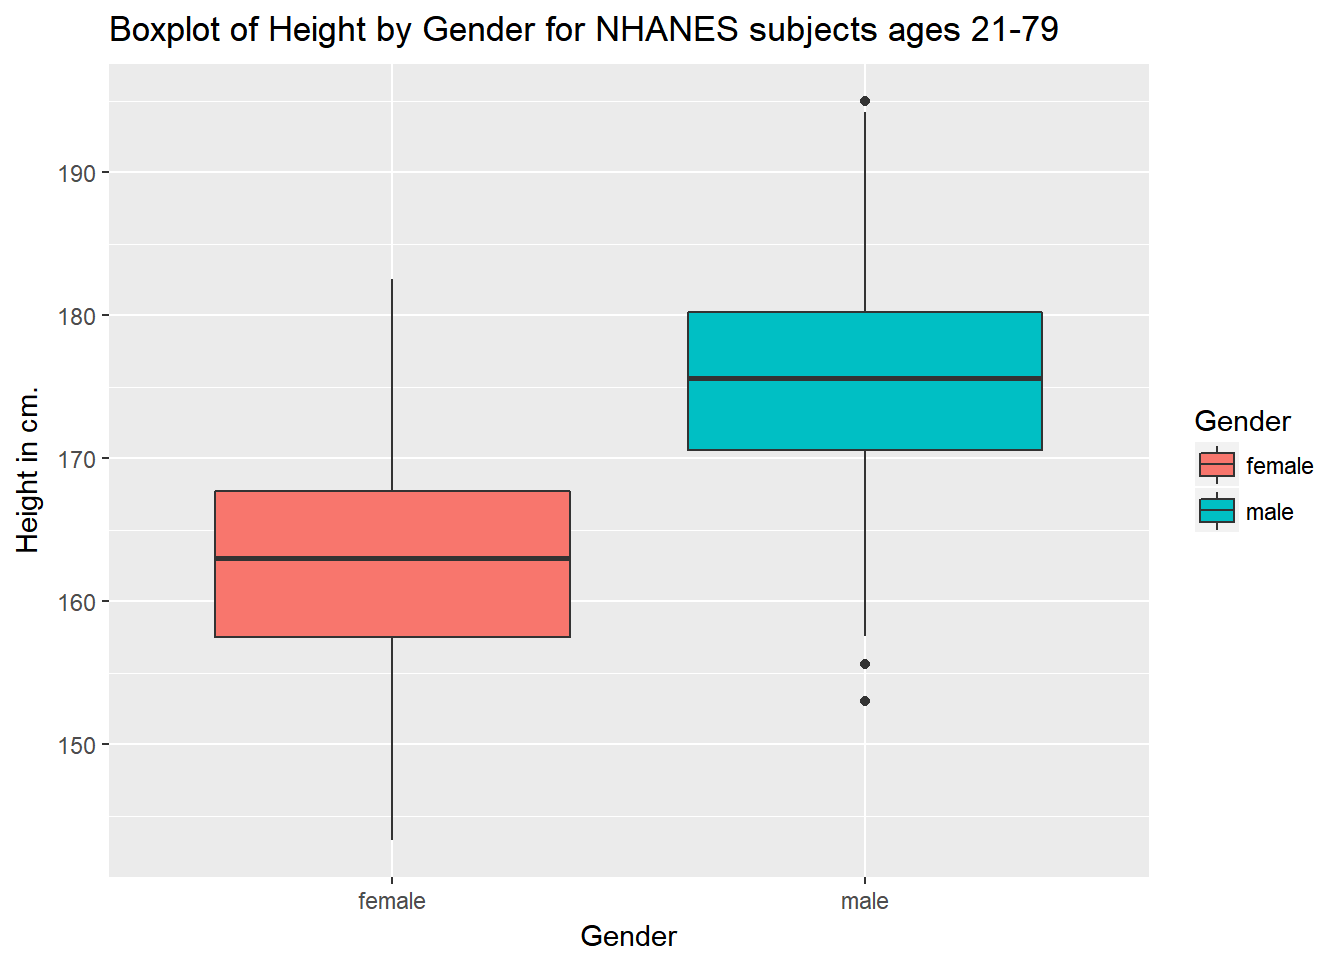 Boxplot of Height by Gender for NHANES subjects ages 21-79
Height in cm.
190
180
170
160
150
female
male
Gender
Gender
female
male